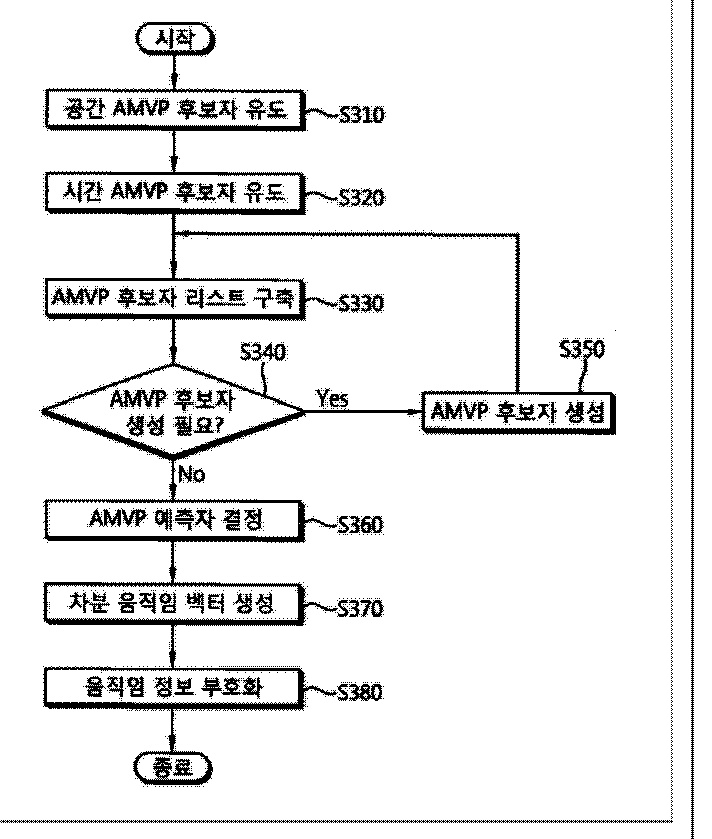 시작
공간 AMVP 후보자 유도
S310
시간 AMVP 후보자 유도
S320
AMVP 후보자 리스트 구축
S330
S340
AMVP 후보자
생성 필요?
Yes
S350
AMVP 후보자 생성
No
AMVP 예측자 결정
S360
차분 움직임 벡터 생성
S370
움직임 정보 부호화
S380
종료